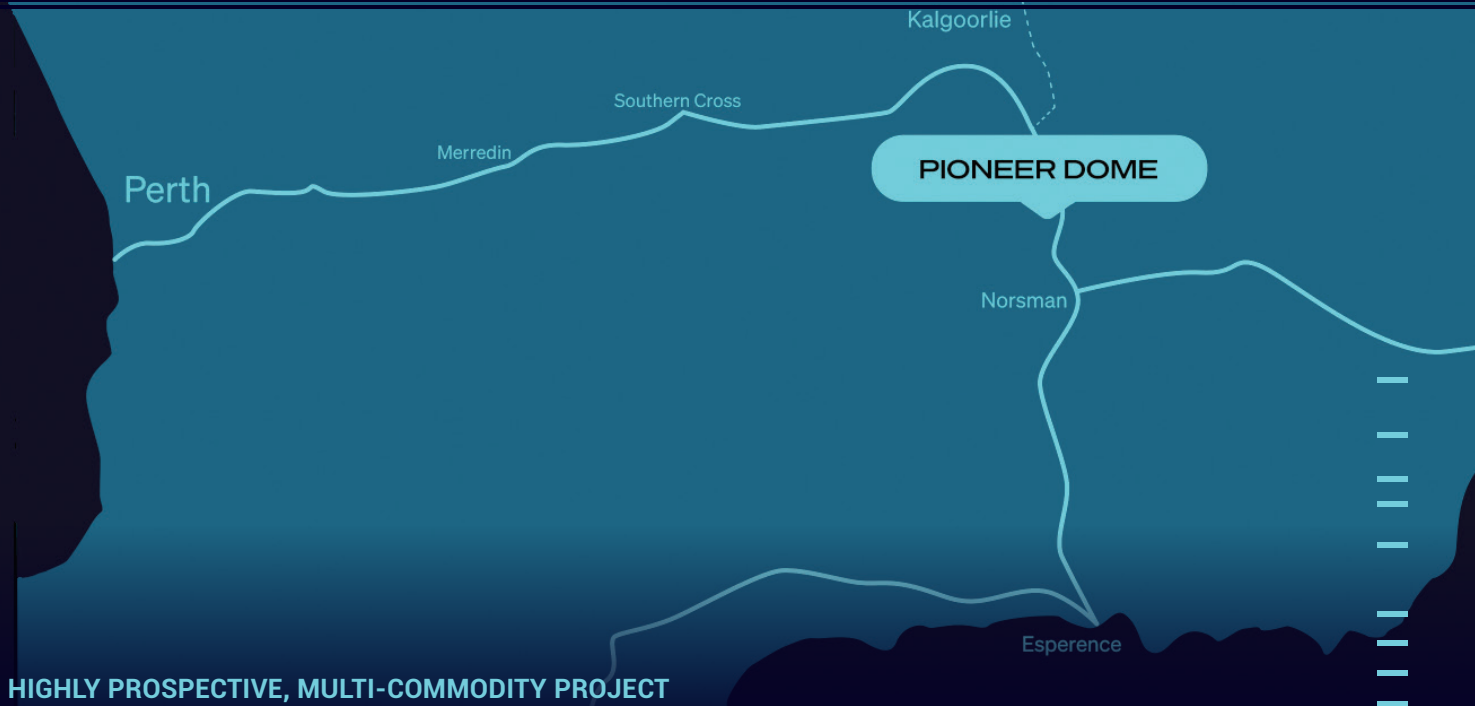 Kalgoorlie
Southern Cross
Merredin
PIONEER DOME
Perth
Norsman
Esperence
HIGHLY PROSPECTIVE, MULTI-COMMODITY PROJECT